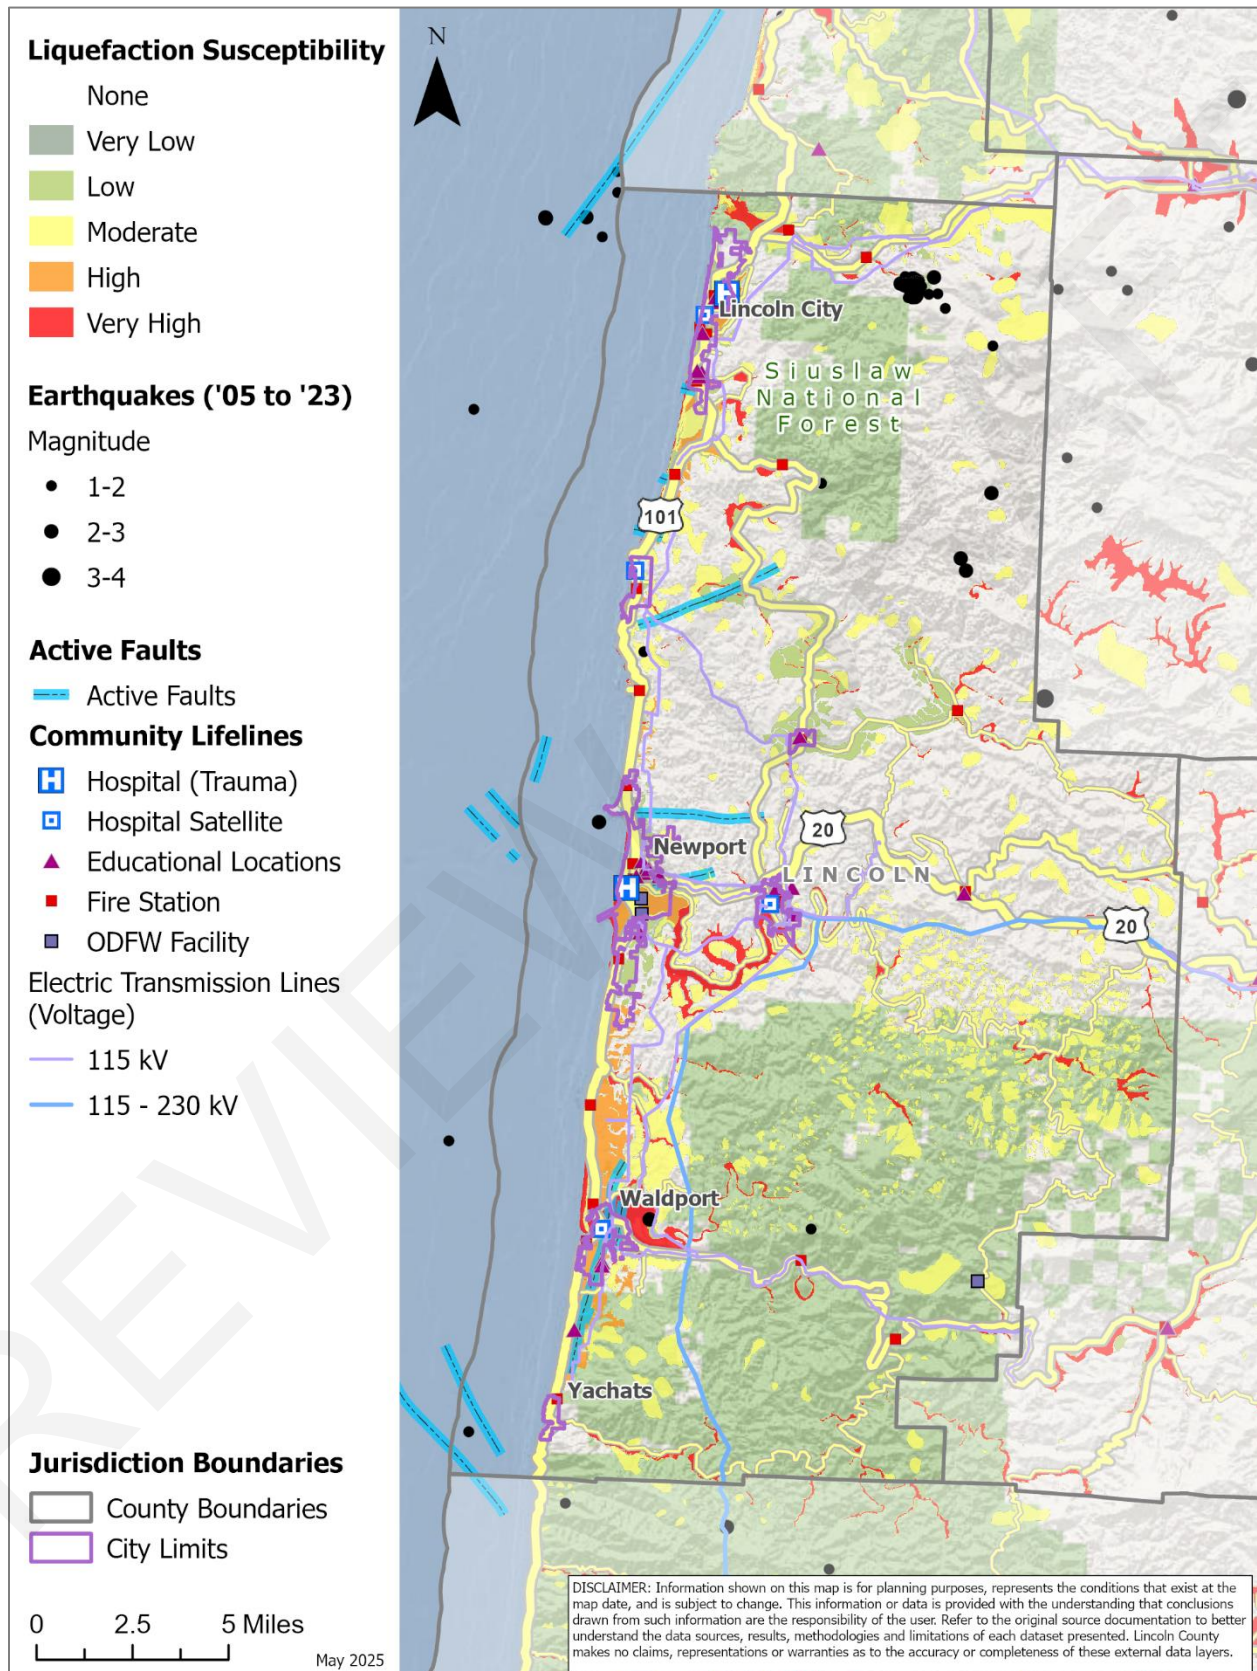 Liquefaction Susceptibility
None
Very Low
Low
Moderate
High
Very High
Earthquakes ('05 to '23)
Magnitude
1-2
2-3
3-4
Active Faults
Active Faults
Community Lifelines
H Hospital (Trauma)
Hospital Satellite
Educational Locations
Fire Station
ODFW Facility
Electric Transmission Lines
(Voltage)
115 kV
115 - 230 kV
Jurisdiction Boundaries
County Boundaries
City Limits
0 2.5 5 Miles
May 2025
N
H
Lincoln City
Siuslaw
National
Forest
101
20
Newport
LINCOLN
H
20
Waldport
Yachats
REVIEW
DISCLAIMER: Information shown on this map is for planning purposes, represents the conditions that exist at the
map date, and is subject to change. This information or data is provided with the understanding that conclusions
drawn from such information are the responsibility of the user. Refer to the original source documentation to better
understand the data sources, results, methodologies and limitations of each dataset presented. Lincoln County
makes no claims, representations or warranties as to the accuracy or completeness of these external data layers.